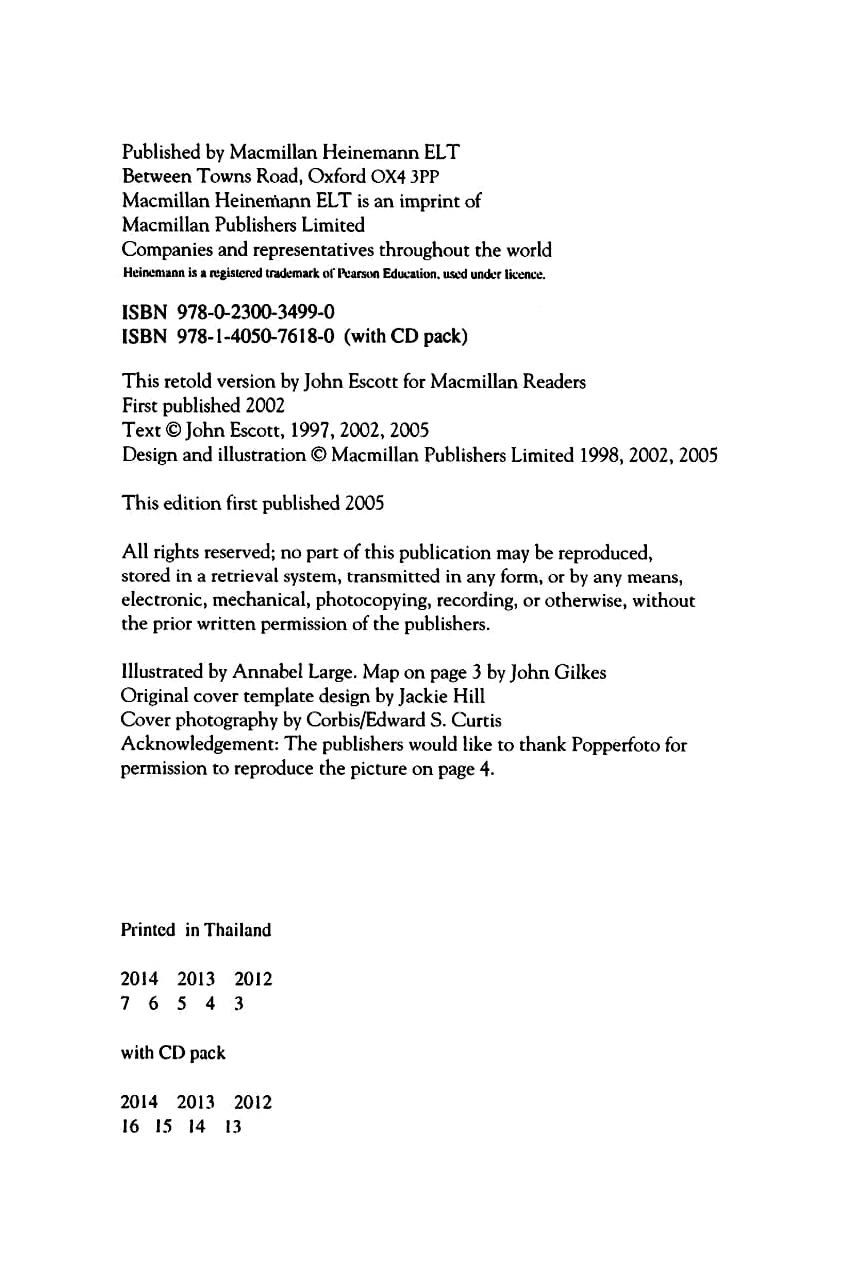 Published by Macmillan Heinemann ELT
Between Towns Road, Oxford OX4 3PP
Macmillan Heinemann ELT is an imprint of
Macmillan Publishers Limited
Companies and representatives throughout the world
Heinemann is a registered trademark of Pearson Education, used under licence.
ISBN 978-0-2300-3499-0
ISBN 978-1-4050-7618-0 (with CD pack)
This retold version by John Escott for Macmillan Readers
First published 2002
Text © John Escott, 1997, 2002, 2005
Design and illustration © Macmillan Publishers Limited 1998, 2002, 2005
This edition first published 2005
All rights reserved; no part of this publication may be reproduced,
stored in a retrieval system, transmitted in any form, or by any means,
electronic, mechanical, photocopying, recording, or otherwise, without
the prior written permission of the publishers.
Illustrated by Annabel Large. Map on page 3 by John Gilkes
Original cover template design by Jackie Hill
Cover photography by Corbis/Edward S. Curtis
Acknowledgement: The publishers would like to thank Popperfoto for
permission to reproduce the picture on page 4.
Printed in Thailand
2014 2013 2012
7 6 5 4 3
with CD pack
2014 2013 2012
16 15 14 13